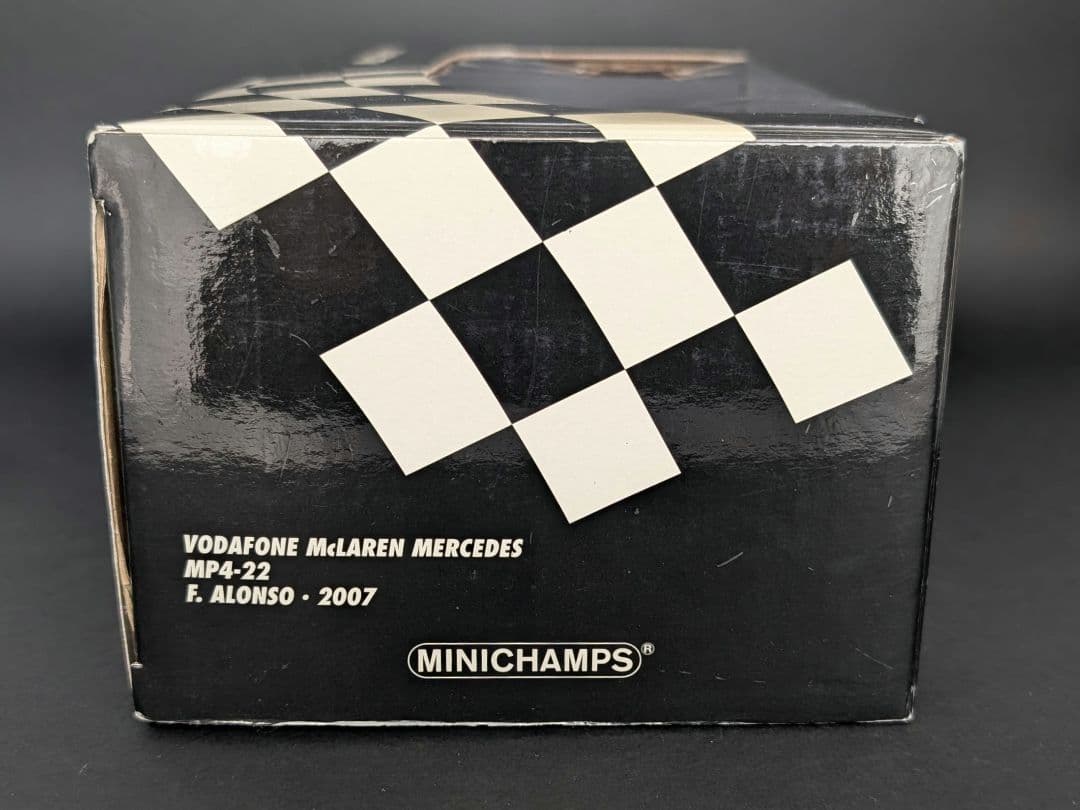 VODAFONE McLAREN MERCEDES
MP4-22
F. ALONSO • 2007
MINICHAMPS®